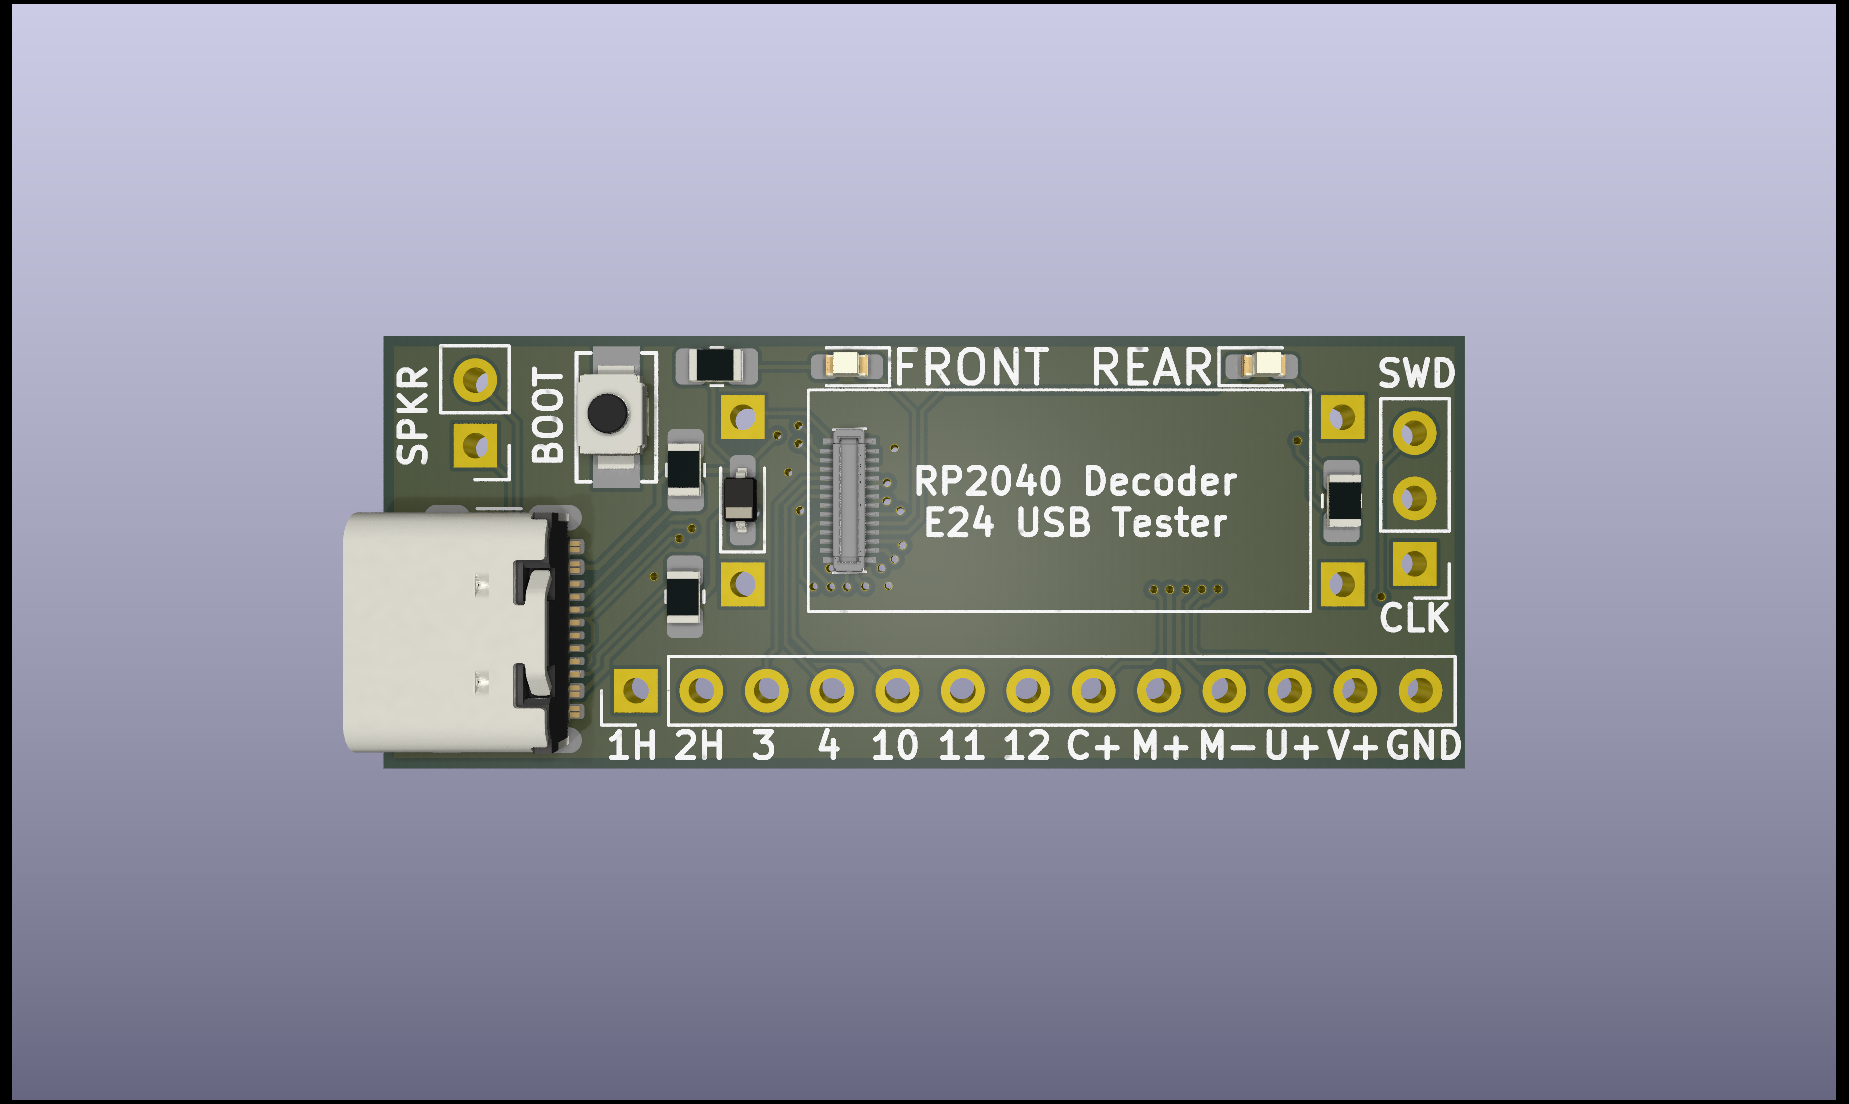 FRONT REAR
SWD
SPKR
BOOT
RP2040 Decoder
E24 USB Tester
CLK
1H 2H 3 4 10 11 12 C+ M+ M- U+ V+ GND